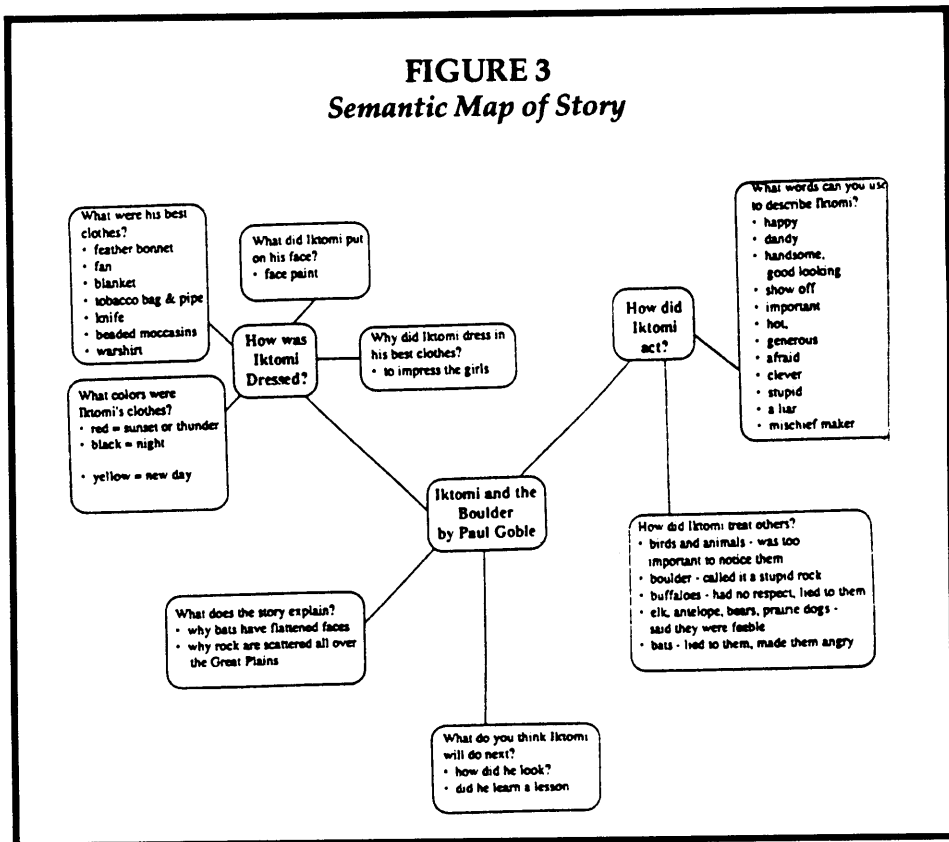 FIGURE 3
Semantic Map of Story
What were his best
clothes?
• feather bonnet
• fan
• blanket
• tobacco bag & pipe
• knife
• beaded moccasins
• warshirt
What did Iktomi put
on his face?
• face paint
How was
Iktomi
Dressed?
Why did Iktomi dress in
his best clothes?
• to impress the girls
What colors were
Iktomi's clothes?
• red = sunset or thunder
• black = night
• yellow = new day
How did
Iktomi
act?
What words can you use
to describe Iktomi?
• happy
• dandy
• handsome,
good looking
• show off
• important
• hot,
• generous
• afraid
• clever
• stupid
• a liar
• mischief maker
Iktomi and the
Boulder
by Paul Goble
How did Iktomi treat others?
• birds and animals - was too
important to notice them
• boulder - called it a stupid rock
• buffaloes - had no respect, lied to them
• elk, antelope, bears, prairie dogs -
said they were feeble
• bats - lied to them, made them angry
What does the story explain?
• why bats have flattened faces
• why rock are scattered all over
the Great Plains
What do you think Iktomi
will do next?
• how did he look?
• did he learn a lesson